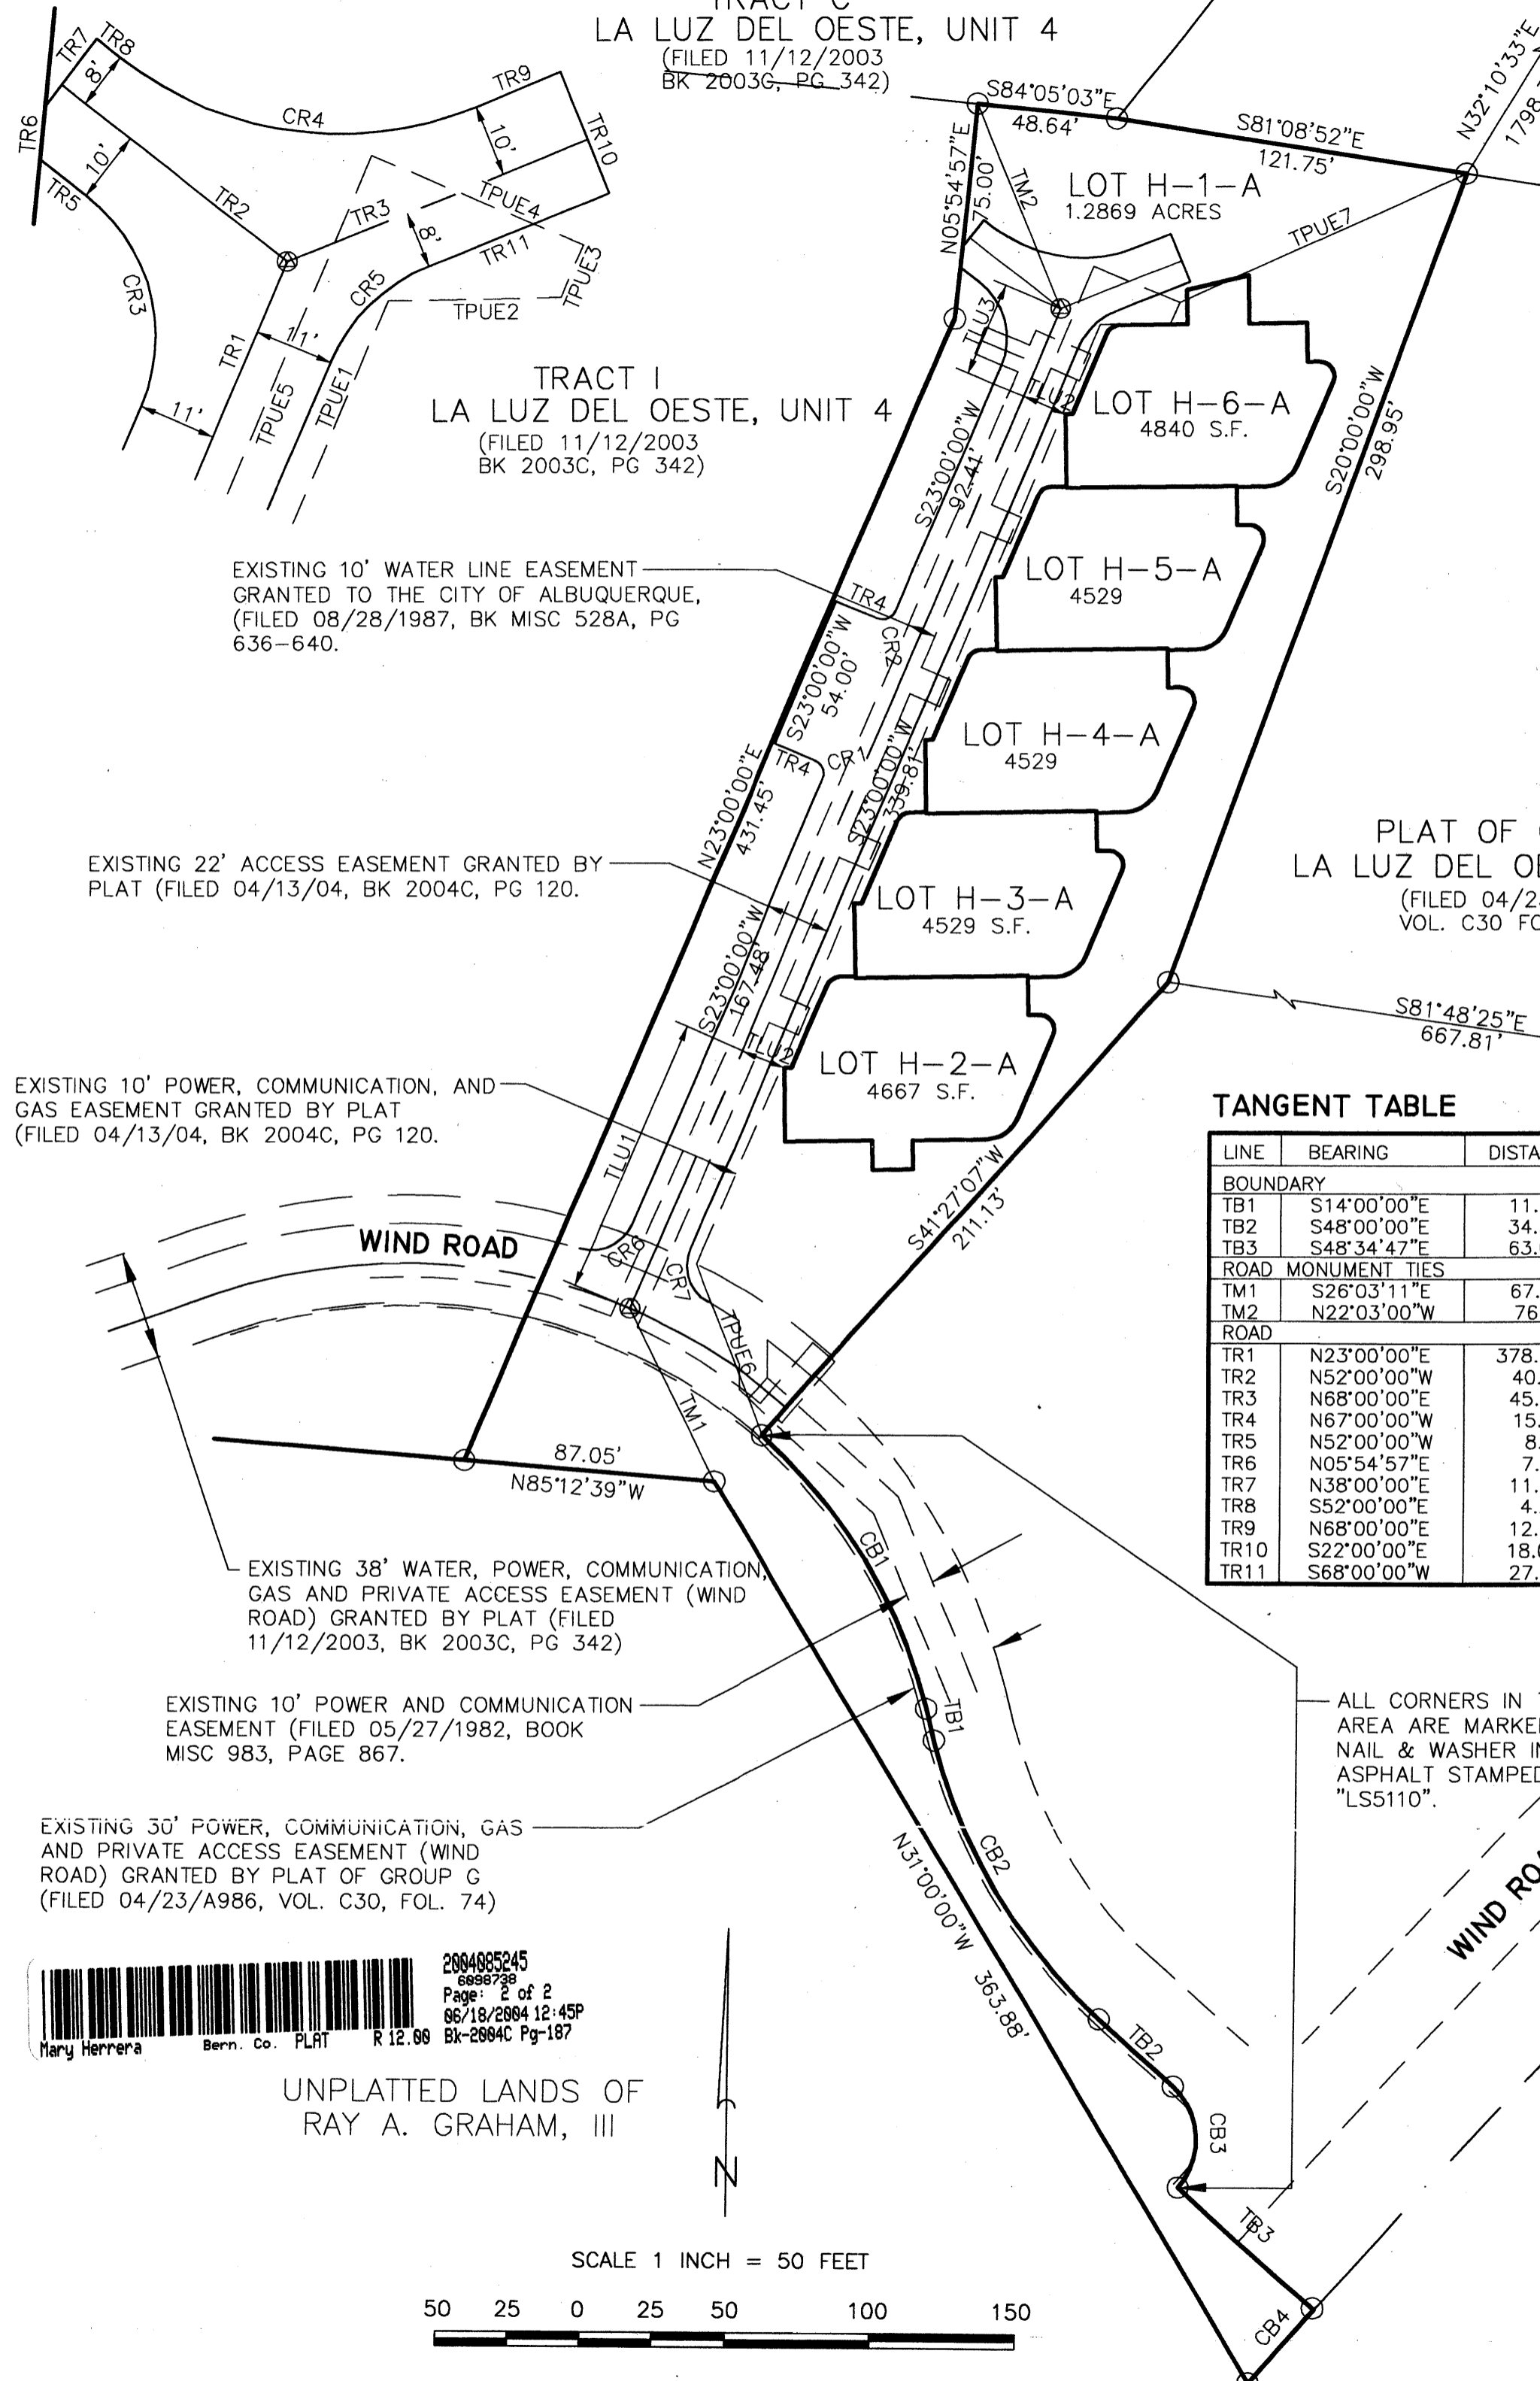 TRACT C
LA LUZ DEL OESTE, UNIT 4
(FILED 11/12/2003
BK 2003C, PG 342)
TR7
TR8
8'
TR6
CR4
TR9
10'
TR10
10'
TR5
TR2
TR3
TPUE4
8'
TR11
TPUE3
CR3
CR5
TPUE2
TR1
11'
TPUE1
TPUE5
11'
S84°05'03"E
48.64'
S81°08'52"E
121.75'
N32°10'33"E
1798.
N05°54'57"E
75.00'
TM2
LOT H-1-A
1.2869 ACRES
TPUE7
TLU3
TLU2
TRACT I
LA LUZ DEL OESTE, UNIT 4
(FILED 11/12/2003
BK 2003C, PG 342)
LOT H-6-A
4840 S.F.
S20°00'00"W
298.95'
S23°00'00"W
92.41'
EXISTING 10' WATER LINE EASEMENT
GRANTED TO THE CITY OF ALBUQUERQUE,
(FILED 08/28/1987, BK MISC 528A, PG
636-640.
LOT H-5-A
4529
TR4
CR2
S23°00'00"W
54.00'
LOT H-4-A
4529
TR4
CR1
N23°00'00"E
431.45'
S23°00'00"W
339.81'
PLAT OF
LA LUZ DEL OE
(FILED 04/2
VOL. C30 FO
EXISTING 22' ACCESS EASEMENT GRANTED BY
PLAT (FILED 04/13/04, BK 2004C, PG 120.
LOT H-3-A
4529 S.F.
S23°00'00"W
167.48'
S81°48'25"E
667.81'
TLU2
LOT H-2-A
4667 S.F.
EXISTING 10' POWER, COMMUNICATION, AND
GAS EASEMENT GRANTED BY PLAT
(FILED 04/13/04, BK 2004C, PG 120.
TLU1
S41°27'07"W
211.13'
TANGENT TABLE
LINE BEARING DISTA
BOUNDARY
TB1 S14°00'00"E 11.
TB2 S48°00'00"E 34.
TB3 S48°34'47"E 63.
ROAD MONUMENT TIES
TM1 S26°03'11"E 67.
TM2 N22°03'00"W 76
ROAD
TR1 N23°00'00"E 378.
TR2 N52°00'00"W 40.
TR3 N68°00'00"E 45.
TR4 N67°00'00"W 15.
TR5 N52°00'00"W 8.
TR6 N05°54'57"E 7.
TR7 N38°00'00"E 11.
TR8 S52°00'00"E 4.
TR9 N68°00'00"E 12.
TR10 S22°00'00"E 18.
TR11 S68°00'00"W 27.
WIND ROAD
CR6
CR7
TPUE6
TM1
87.05'
N85°12'39"W
CB1
EXISTING 38' WATER, POWER, COMMUNICATION,
GAS AND PRIVATE ACCESS EASEMENT (WIND
ROAD) GRANTED BY PLAT (FILED
11/12/2003, BK 2003C, PG 342)
EXISTING 10' POWER AND COMMUNICATION
EASEMENT (FILED 05/27/1982, BOOK
MISC 983, PAGE 867.
TB1
ALL CORNERS IN
AREA ARE MARKE
NAIL & WASHER IN
ASPHALT STAMPED
"LS5110".
EXISTING 30' POWER, COMMUNICATION, GAS
AND PRIVATE ACCESS EASEMENT (WIND
ROAD) GRANTED BY PLAT OF GROUP G
(FILED 04/23/A986, VOL. C30, FOL. 74)
CB2
N31°00'00"W 363.88'
WIND ROA
2004085245
6098738
Page: 2 of 2
06/18/2004 12:45P
Mary Herrera Bern. Co. PLAT R 12.00 Bk-2004C Pg-187
TB2
UNPLATTED LANDS OF
RAY A. GRAHAM, III
CB3
N
TB3
SCALE 1 INCH = 50 FEET
50 25 0 25 50 100 150
CB4